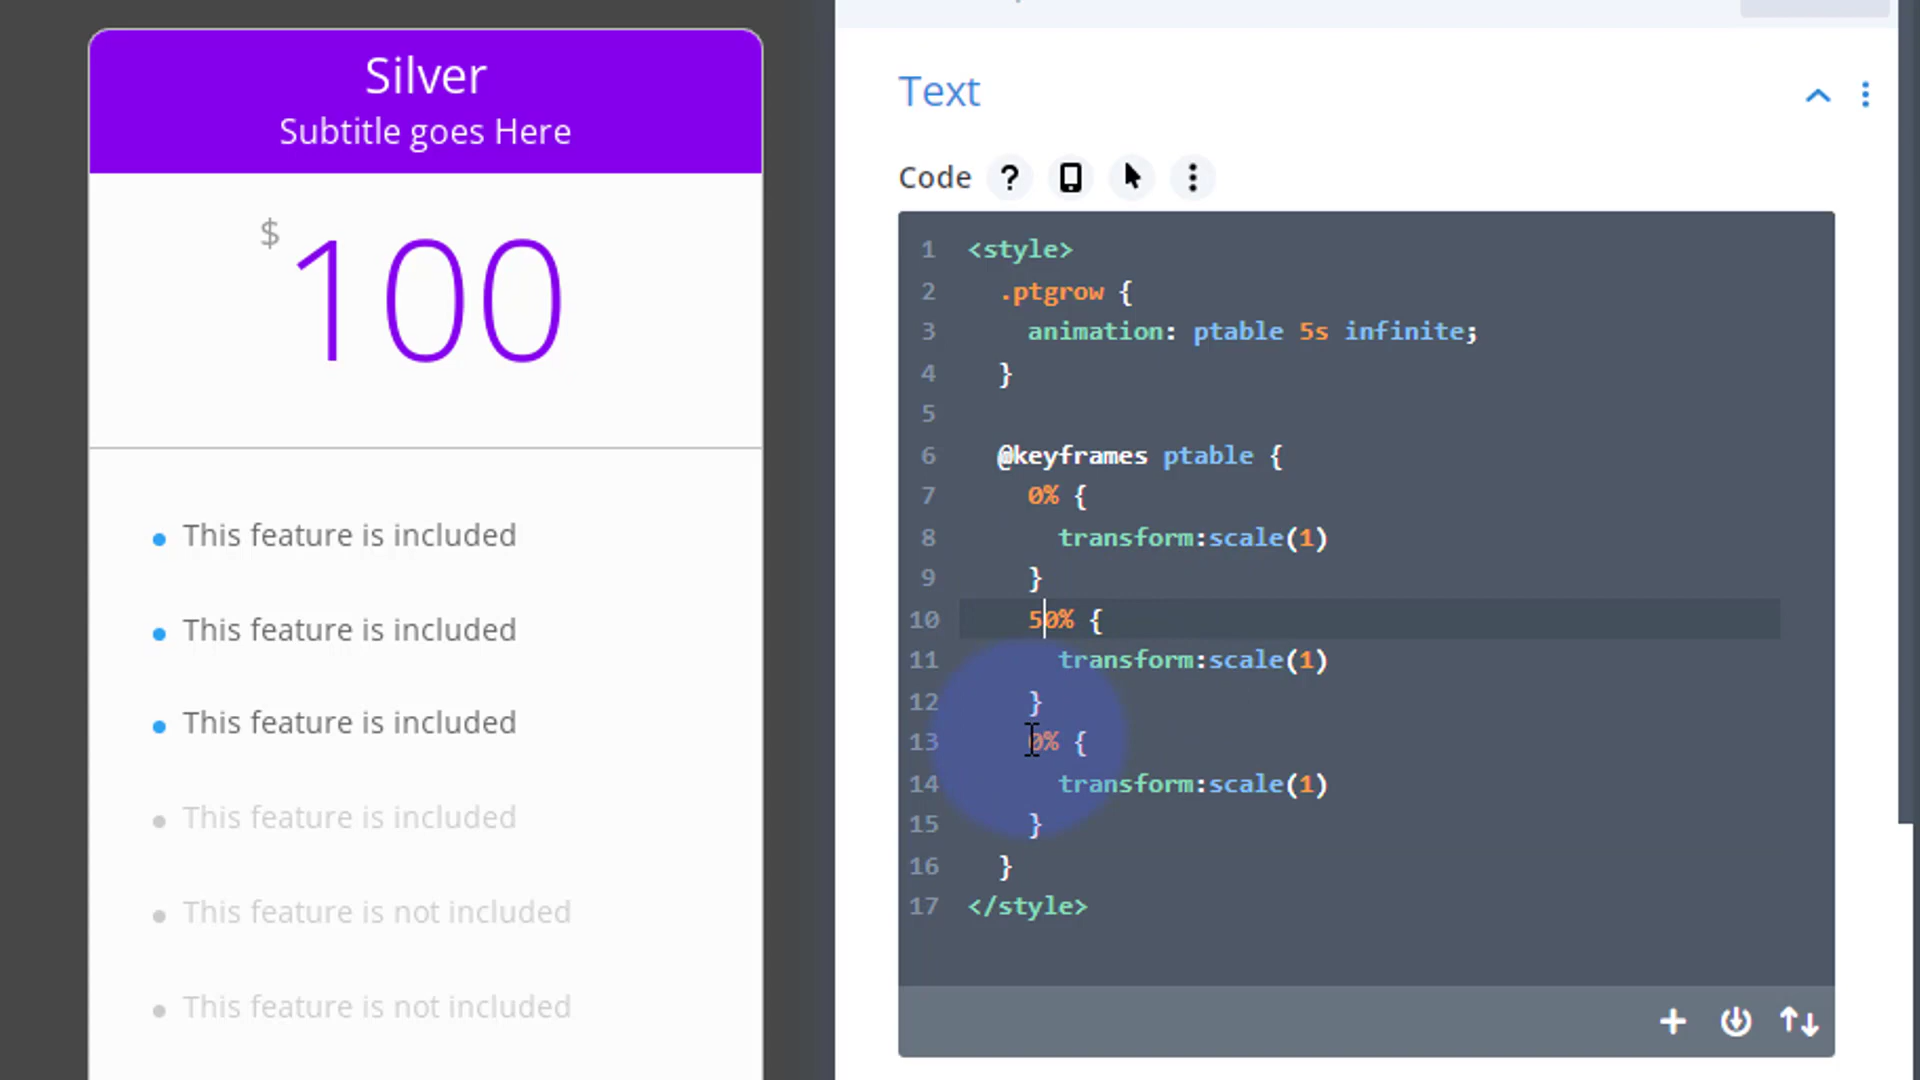 Silver
Subtitle goes Here
$
100
This feature is included
This feature is included
This feature is included
This feature is included
This feature is not included
This feature is not included
Text
Code ?
1 <style>
2 .ptgrow {
3 animation: ptable 5s infinite;
4 }
5
6 @keyframes ptable {
7 0% {
8 transform:scale(1)
9 }
10 50% {
11 transform:scale(1)
12 }
13 0% {
14 transform:scale(1)
15 }
16 }
17 </style>